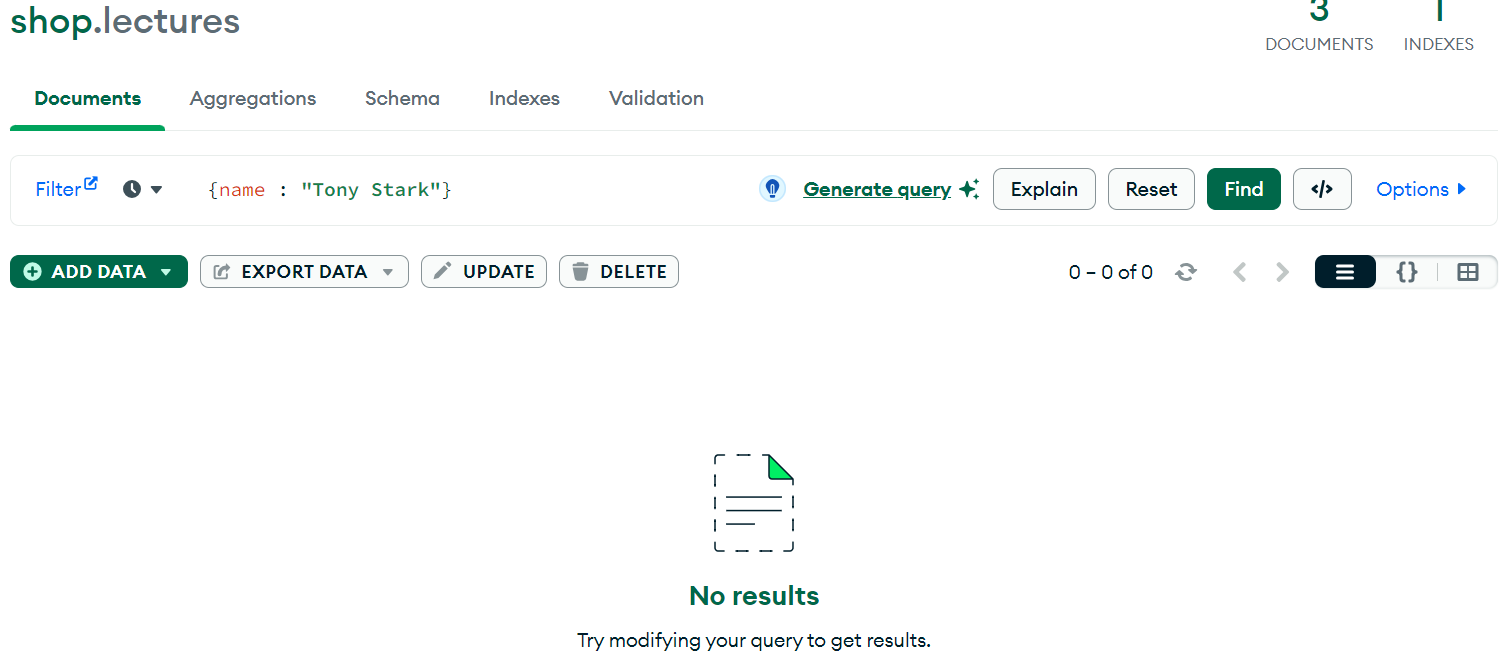 shop.lectures
3 1
DOCUMENTS INDEXES
Documents Aggregations Schema Indexes Validation
Filter {name : "Tony Stark"} Generate query Explain Reset Find </> Options
ADD DATA EXPORT DATA UPDATE DELETE 0 – 0 of 0 {}
No results
Try modifying your query to get results.